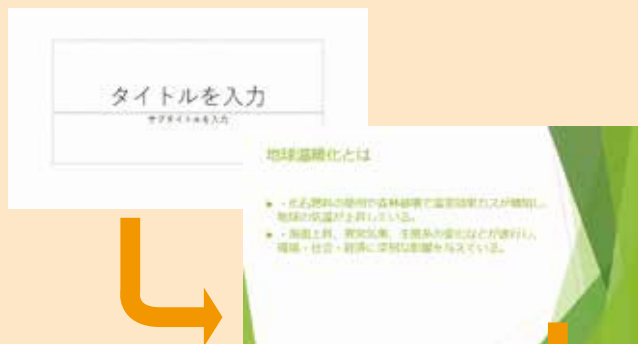 タイトルを入力
サブタイトルを入力
地球温暖化とは
・化石燃料の使用や森林破壊で温室効果ガスが増加し、
地球の気温が上昇している。
・海面上昇、異常気象、生態系の変化などが進行し、
環境・社会・経済に深刻な影響を与えている。